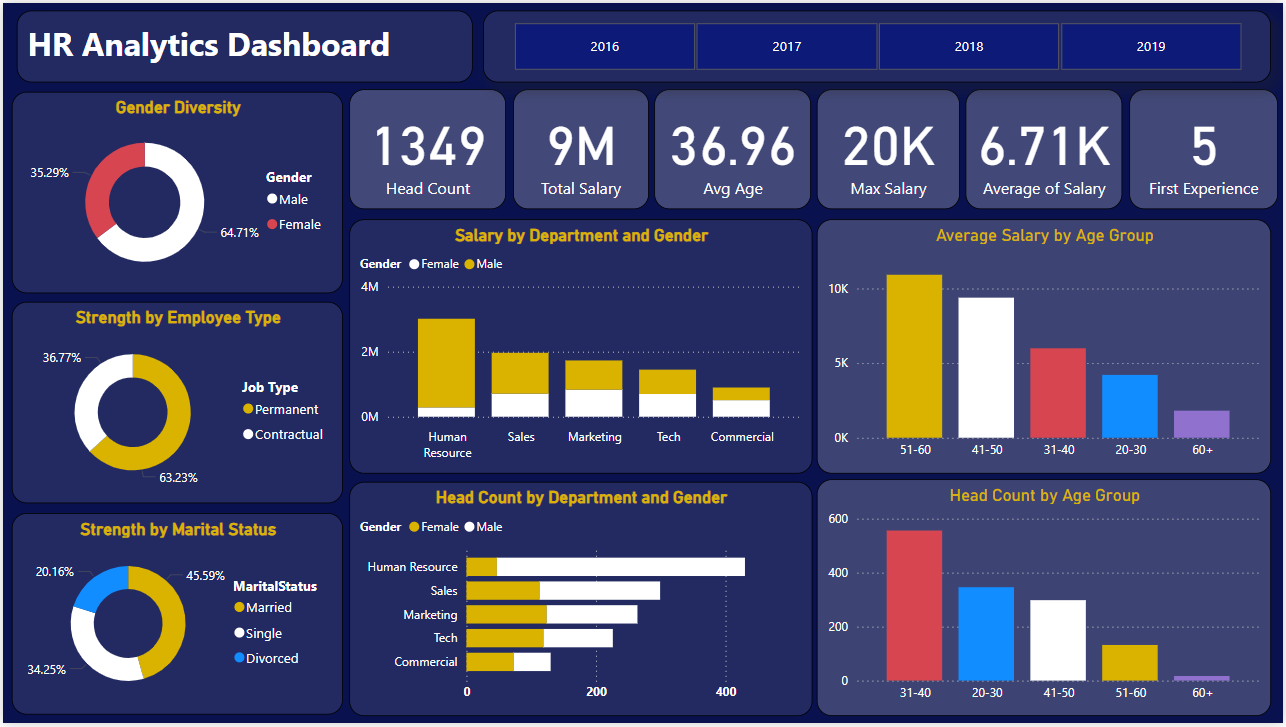 HR Analytics Dashboard
2016
2017
2018
2019
Gender Diversity
35.29%
64.71%
Gender
Male
Female
1349
Head Count
9M
Total Salary
36.96
Avg Age
20K
Max Salary
6.71K
Average of Salary
5
First Experience
Strength by Employee Type
36.77%
63.23%
Job Type
Permanent
Contractual
Strength by Marital Status
20.16%
45.59%
34.25%
MaritalStatus
Married
Single
Divorced
Salary by Department and Gender
Gender Female Male
4M
2M
0M
Human
Resource
Sales
Marketing
Tech
Commercial
Head Count by Department and Gender
Gender Female Male
Human Resource
Sales
Marketing
Tech
Commercial
0 200 400
Average Salary by Age Group
10K
5K
0K
51-60 41-50 31-40 20-30 60+
Head Count by Age Group
600
400
200
0
31-40 20-30 41-50 51-60 60+